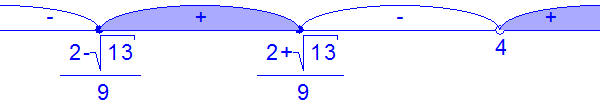 - + - +
2-√13 2+√13 4
9 9